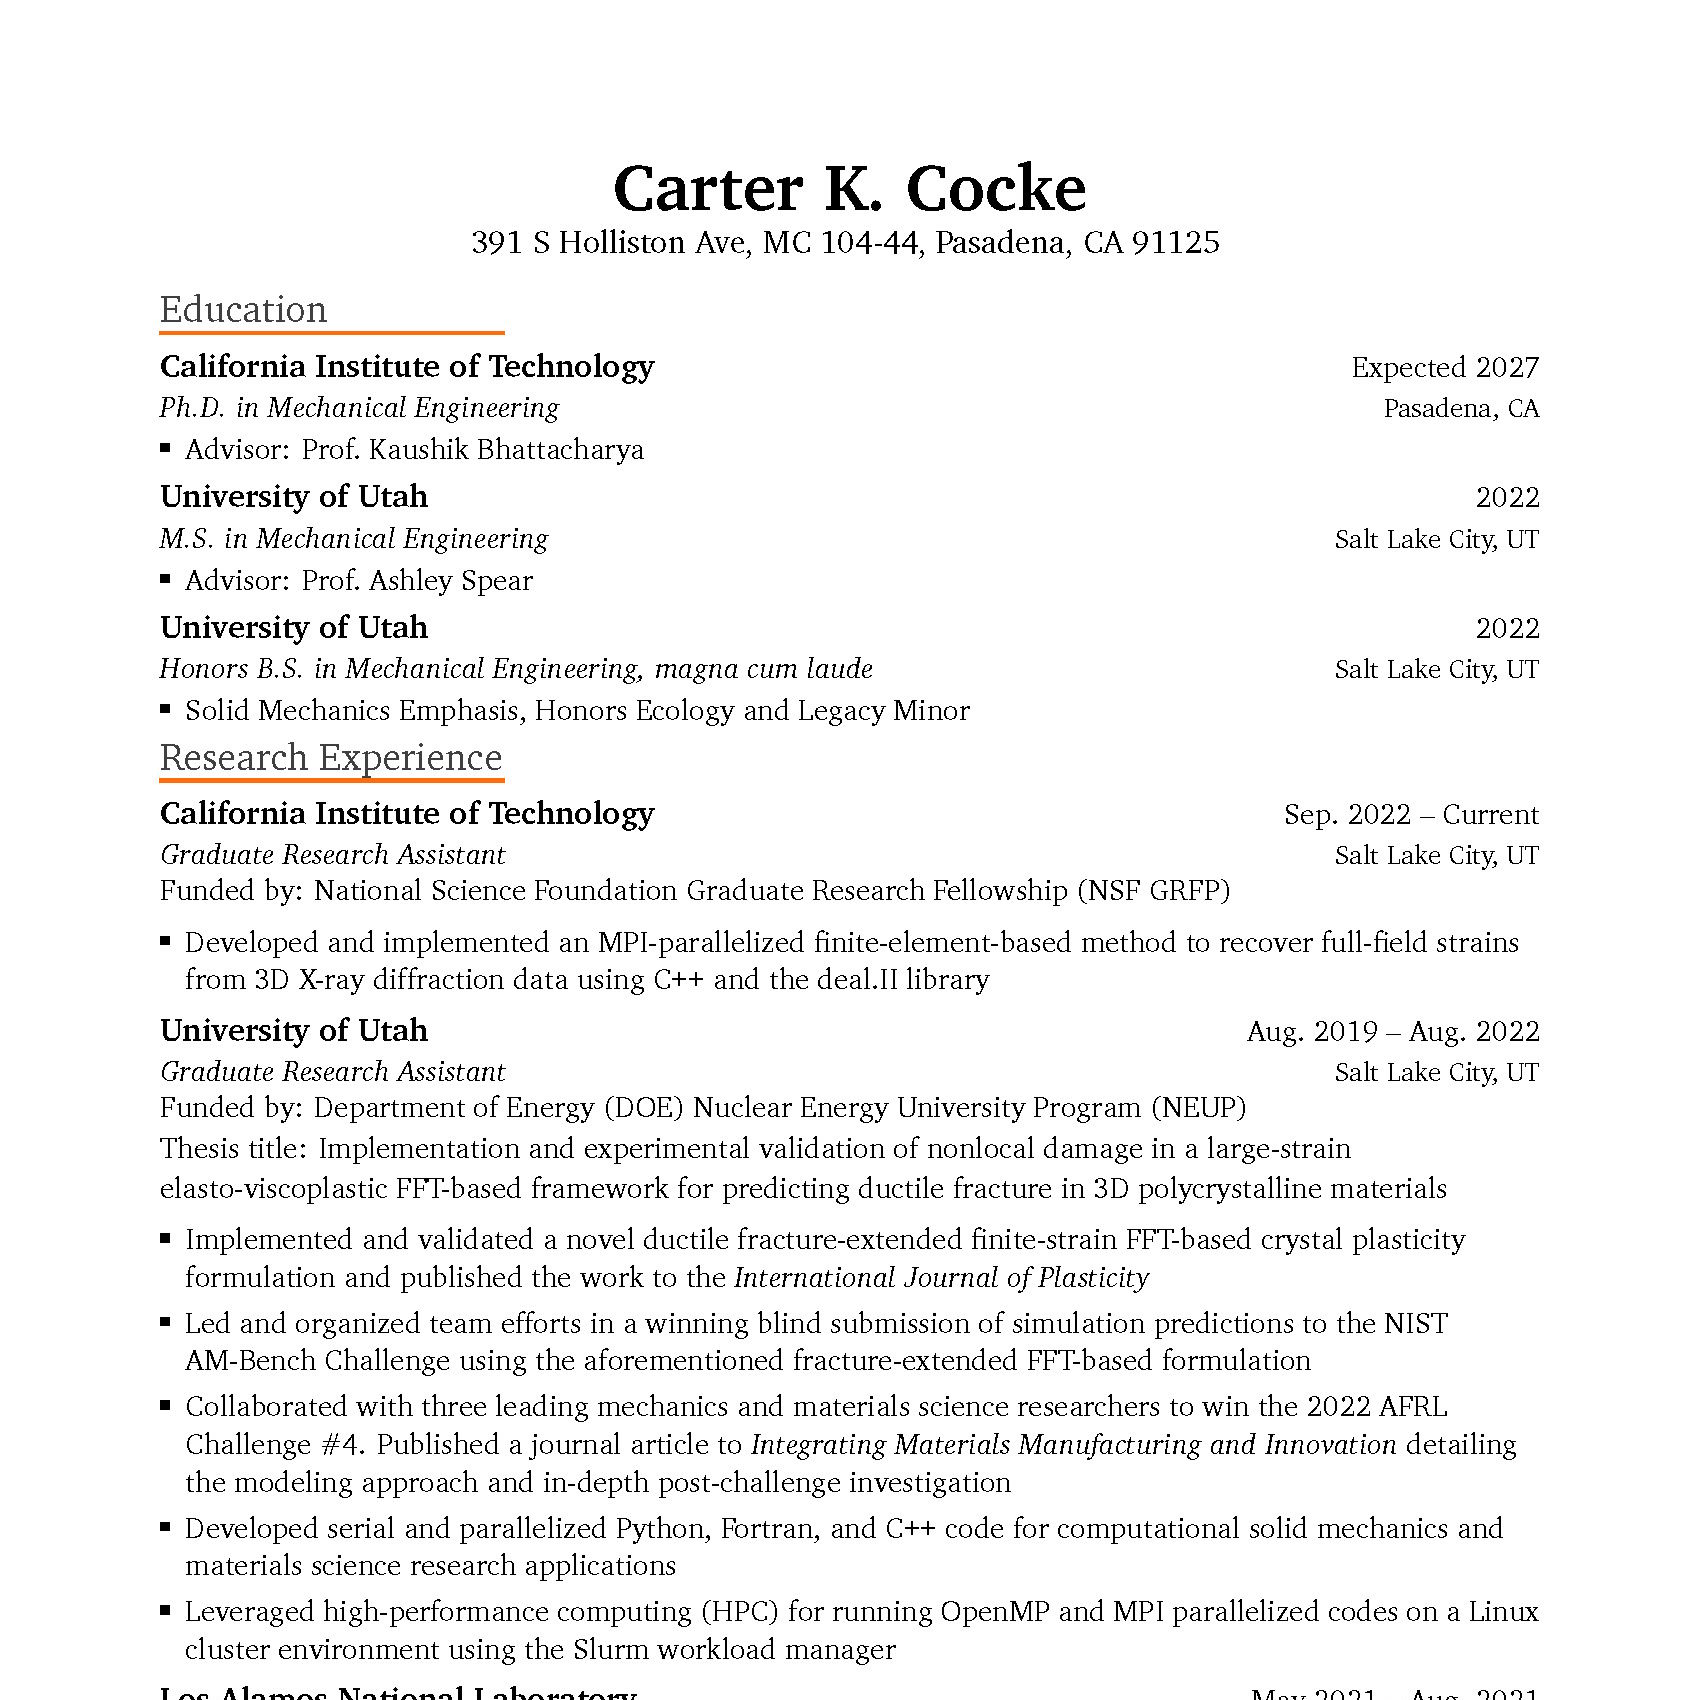 Carter K. Cocke
391 S Holliston Ave, MC 104-44, Pasadena, CA 91125
Education
California Institute of Technology Expected 2027
Ph.D. in Mechanical Engineering Pasadena, CA
▪ Advisor: Prof. Kaushik Bhattacharya
University of Utah 2022
M.S. in Mechanical Engineering Salt Lake City, UT
▪ Advisor: Prof. Ashley Spear
University of Utah 2022
Honors B.S. in Mechanical Engineering, magna cum laude Salt Lake City, UT
▪ Solid Mechanics Emphasis, Honors Ecology and Legacy Minor
Research Experience
California Institute of Technology Sep. 2022 – Current
Graduate Research Assistant Salt Lake City, UT
Funded by: National Science Foundation Graduate Research Fellowship (NSF GRFP)
▪ Developed and implemented an MPI-parallelized finite-element-based method to recover full-field strains
from 3D X-ray diffraction data using C++ and the deal.II library
University of Utah Aug. 2019 – Aug. 2022
Graduate Research Assistant Salt Lake City, UT
Funded by: Department of Energy (DOE) Nuclear Energy University Program (NEUP)
Thesis title: Implementation and experimental validation of nonlocal damage in a large-strain
elasto-viscoplastic FFT-based framework for predicting ductile fracture in 3D polycrystalline materials
▪ Implemented and validated a novel ductile fracture-extended finite-strain FFT-based crystal plasticity
formulation and published the work to the International Journal of Plasticity
▪ Led and organized team efforts in a winning blind submission of simulation predictions to the NIST
AM-Bench Challenge using the aforementioned fracture-extended FFT-based formulation
▪ Collaborated with three leading mechanics and materials science researchers to win the 2022 AFRL
Challenge #4. Published a journal article to Integrating Materials Manufacturing and Innovation detailing
the modeling approach and in-depth post-challenge investigation
▪ Developed serial and parallelized Python, Fortran, and C++ code for computational solid mechanics and
materials science research applications
▪ Leveraged high-performance computing (HPC) for running OpenMP and MPI parallelized codes on a Linux
cluster environment using the Slurm workload manager
Los Alamos National Laboratory May 2021 – Aug. 2021